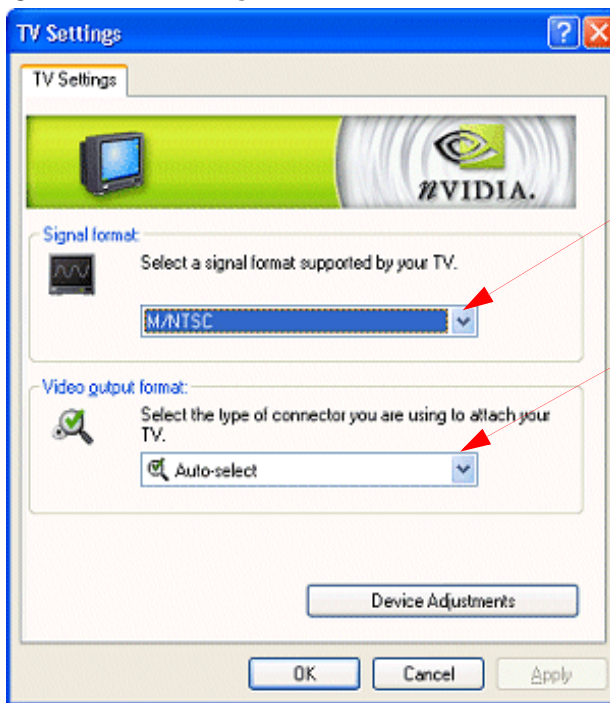 TV Settings
TV Settings
nVIDIA.
Signal format:
Select a signal format supported by your TV.
M/NTSC
Video output format:
Select the type of connector you are using to attach your
TV.
Auto-select
Device Adjustments
OK Cancel Apply